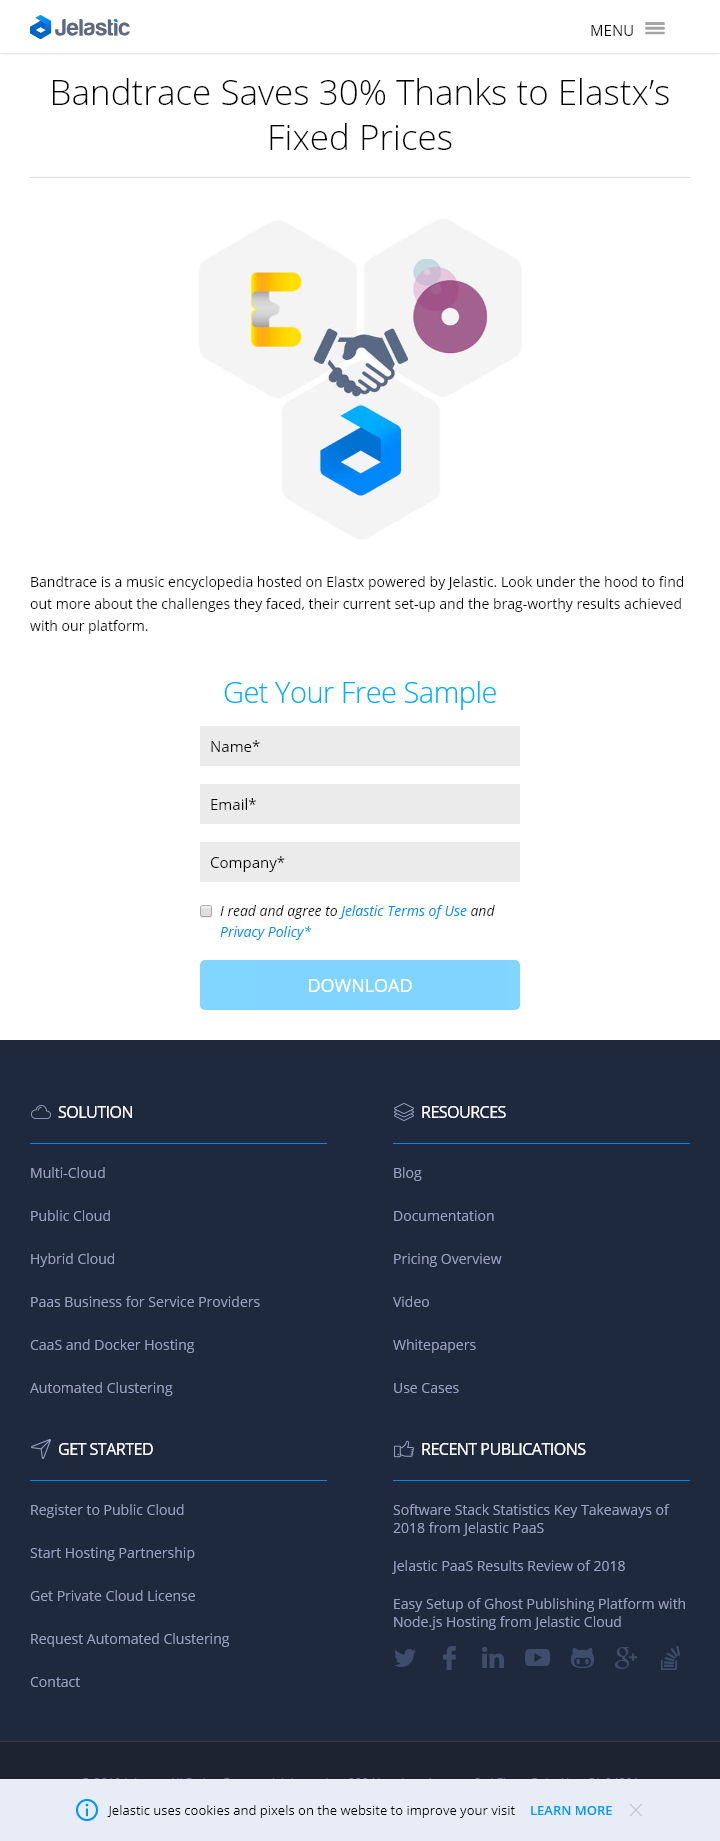 Jelastic
MENU
Bandtrace Saves 30% Thanks to Elastx’s
Fixed Prices
Bandtrace is a music encyclopedia hosted on Elastx powered by Jelastic. Look under the hood to find
out more about the challenges they faced, their current set-up and the brag-worthy results achieved
with our platform.
Get Your Free Sample
Name*
Email*
Company*
I read and agree to Jelastic Terms of Use and
Privacy Policy*
DOWNLOAD
SOLUTION
Multi-Cloud
Public Cloud
Hybrid Cloud
Paas Business for Service Providers
CaaS and Docker Hosting
Automated Clustering
RESOURCES
Blog
Documentation
Pricing Overview
Video
Whitepapers
Use Cases
GET STARTED
Register to Public Cloud
Start Hosting Partnership
Get Private Cloud License
Request Automated Clustering
Contact
RECENT PUBLICATIONS
Software Stack Statistics Key Takeaways of
2018 from Jelastic PaaS
Jelastic PaaS Results Review of 2018
Easy Setup of Ghost Publishing Platform with
Node.js Hosting from Jelastic Cloud
Jelastic uses cookies and pixels on the website to improve your visit LEARN MORE